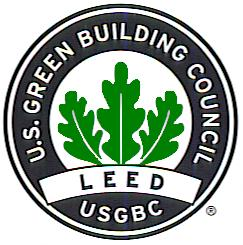 U.S. GREEN BUILDING COUNCIL
LEED
USGBC
®